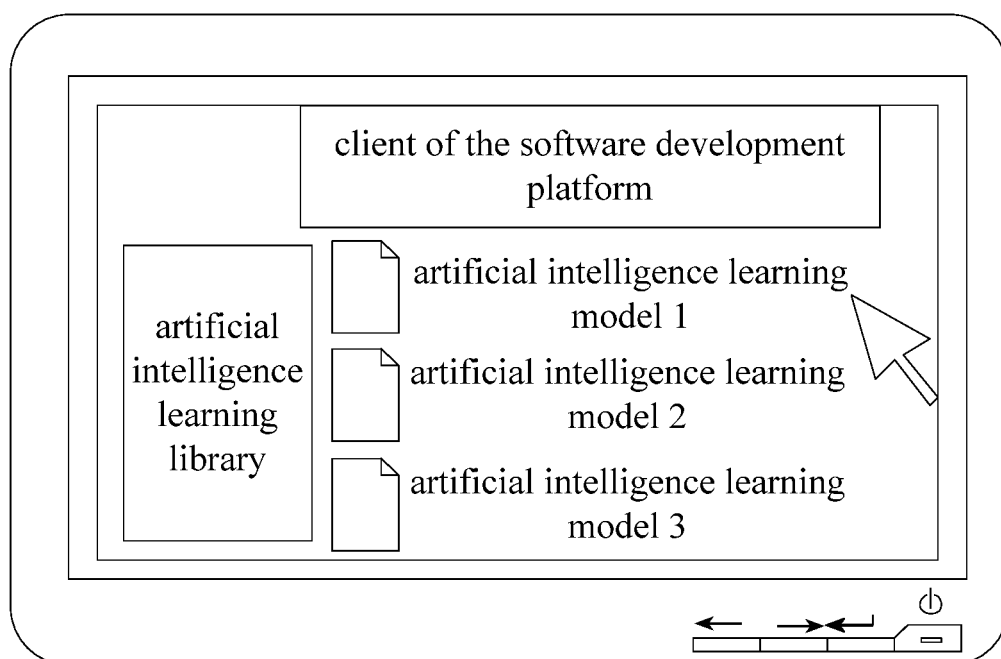 client of the software development
platform
artificial
intelligence
learning
library
artificial intelligence learning
model 1
artificial intelligence learning
model 2
artificial intelligence learning
model 3